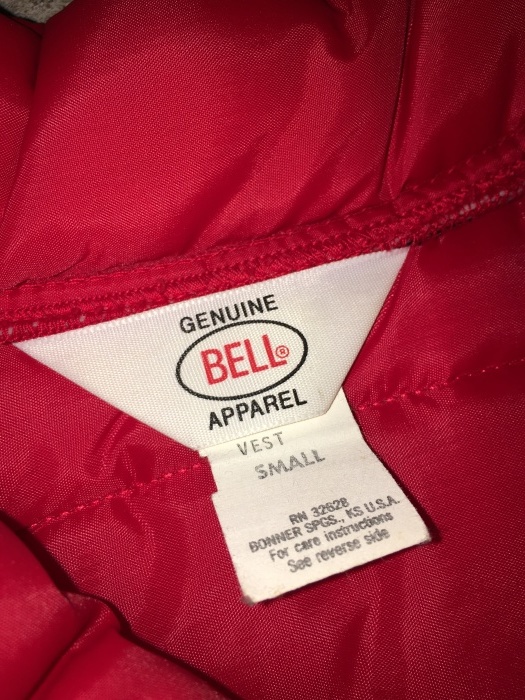 GENUINE
BELL®
APPAREL
VEST
SMALL
RN 32628
BONNER SPGS., KS U.S.A.
For care instructions
See reverse side